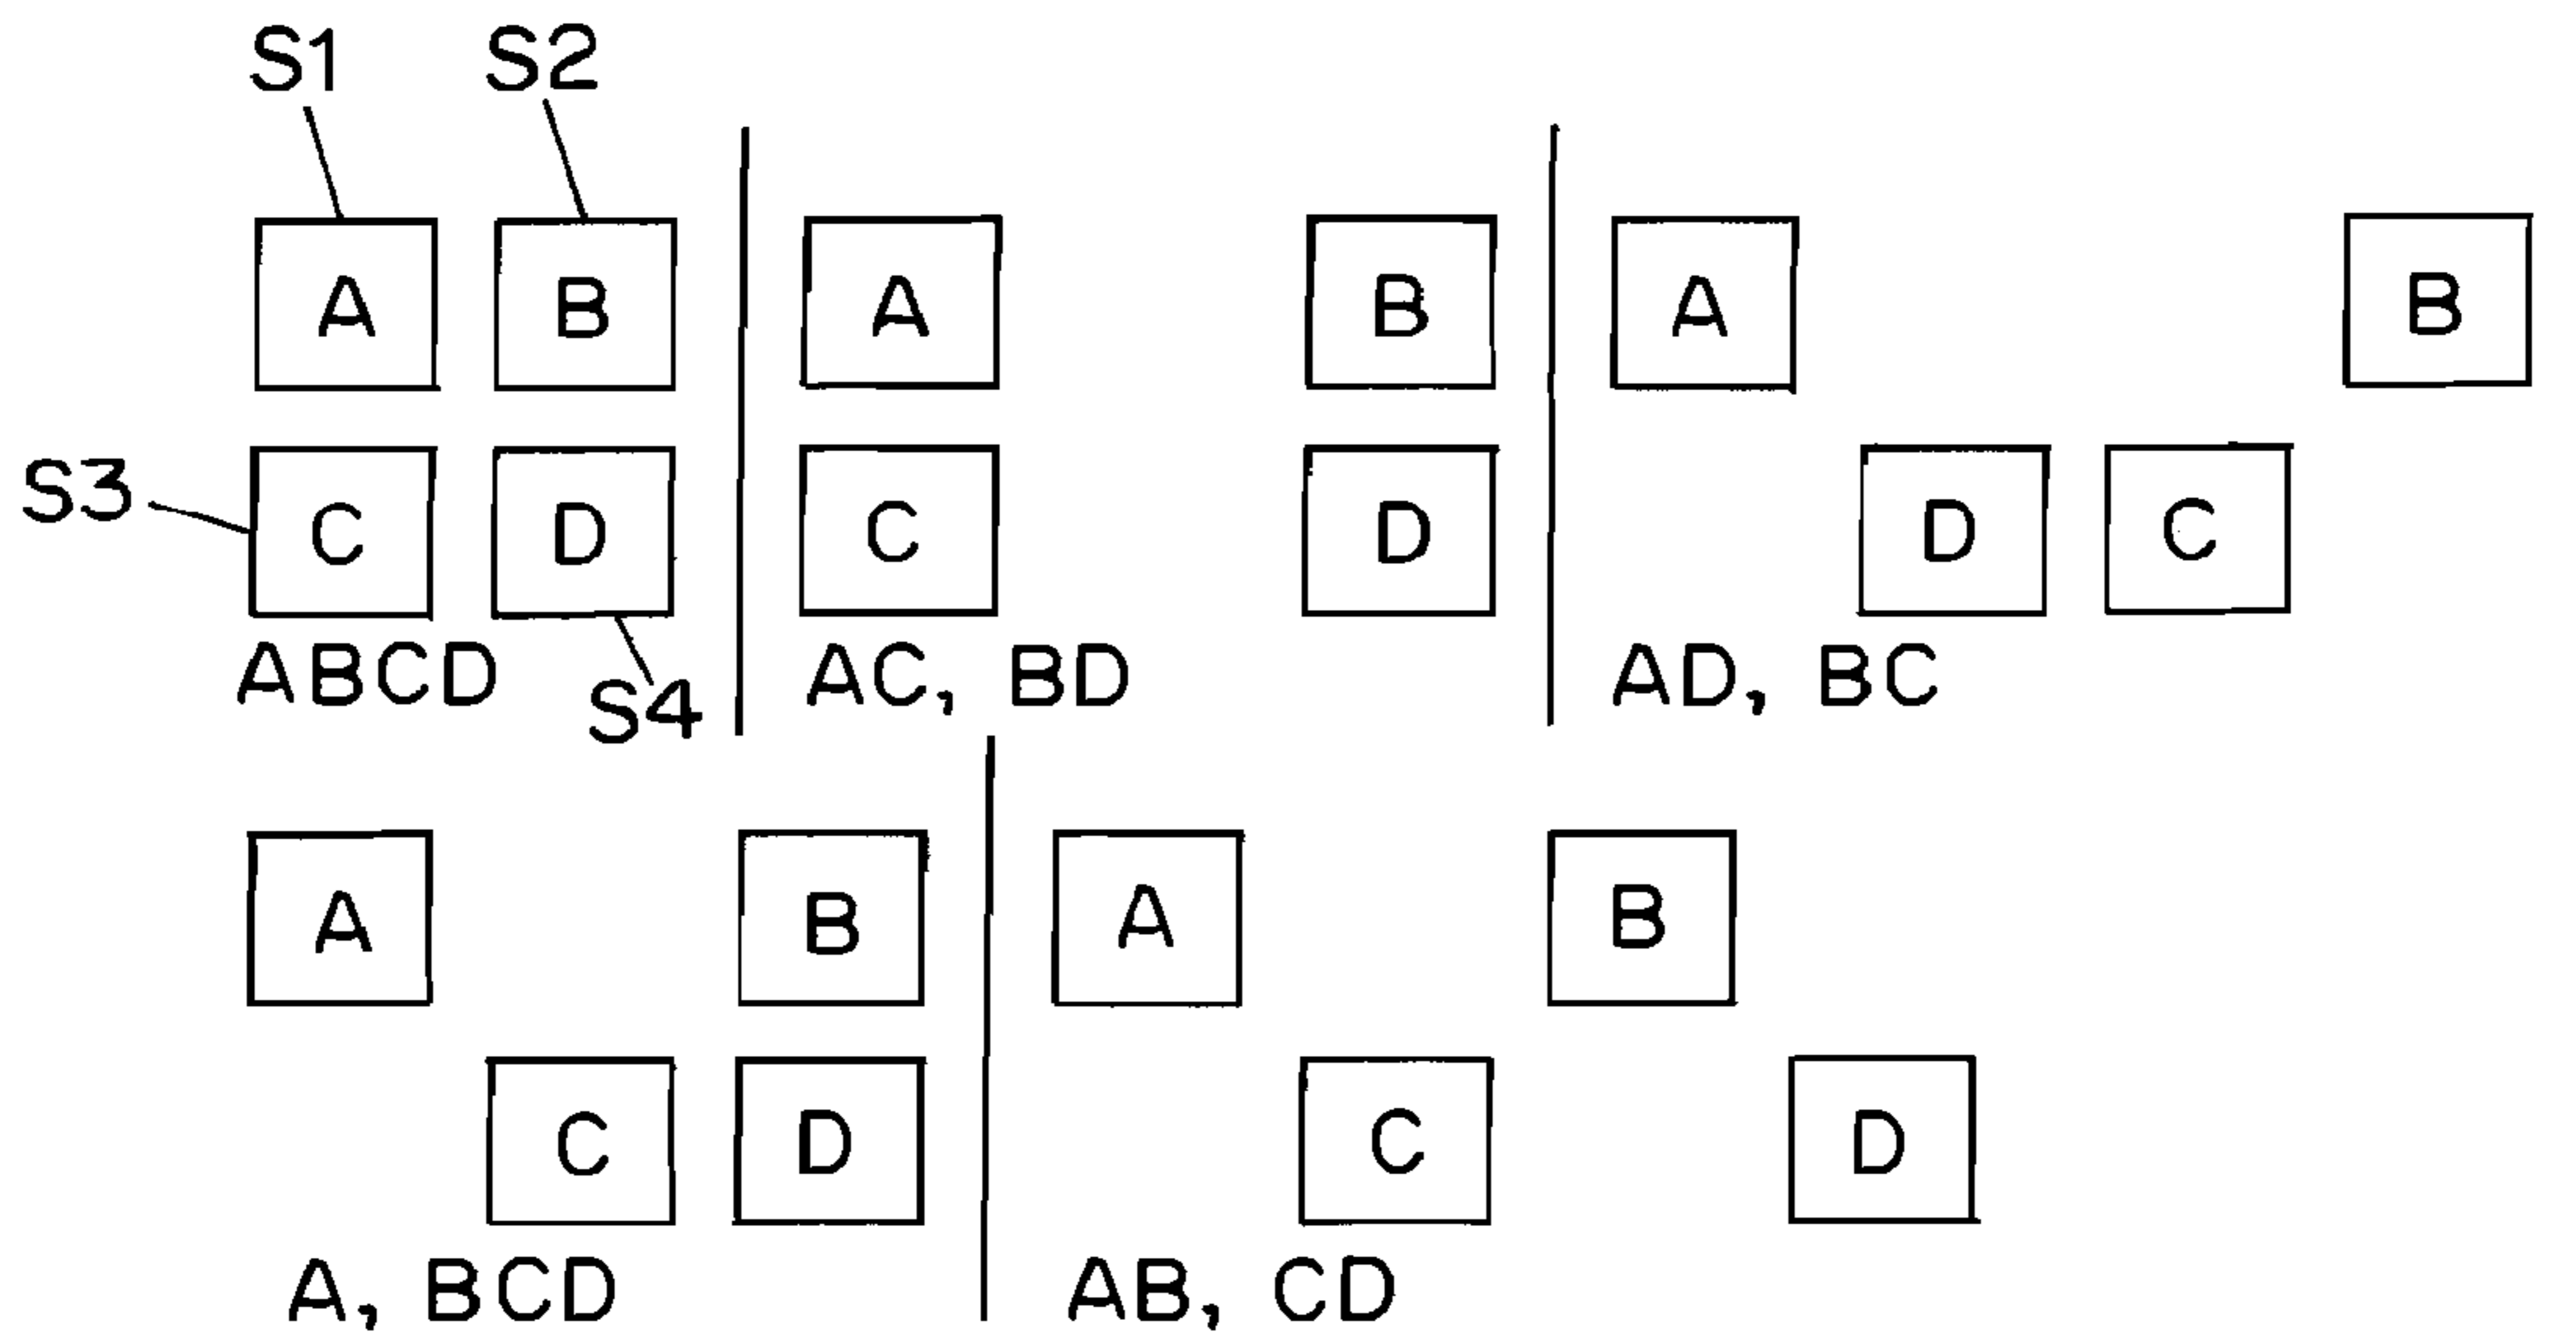 S1 S2
A B A B A B
S3 C D C D D C
ABCD AC, BD AD, BC
S4
A B A B
C D C D
A, BCD AB, CD